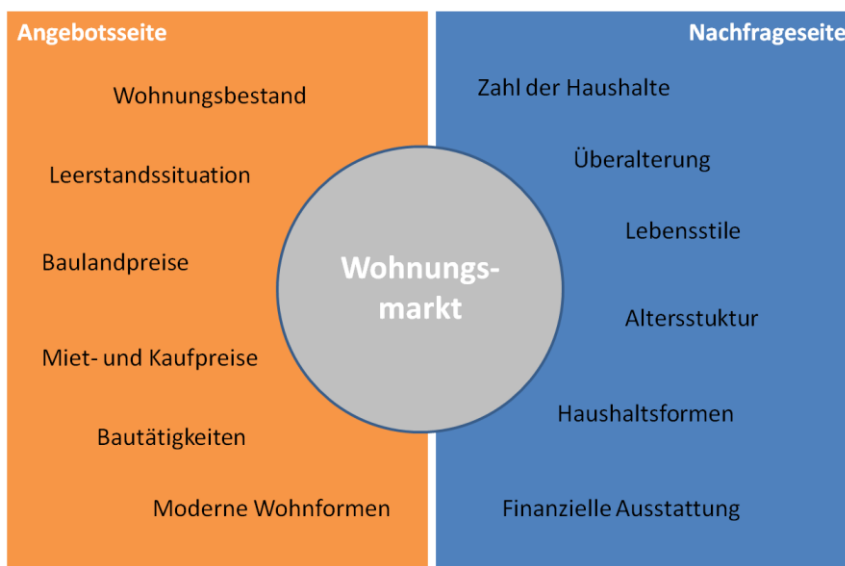 Angebotsseite
Wohnungsbestand
Leerstandssituation
Baulandpreise
Miet- und Kaufpreise
Bautätigkeiten
Moderne Wohnformen
Wohnungs-
markt
Nachfrageseite
Zahl der Haushalte
Überalterung
Lebensstile
Altersstuktur
Haushaltsformen
Finanzielle Ausstattung